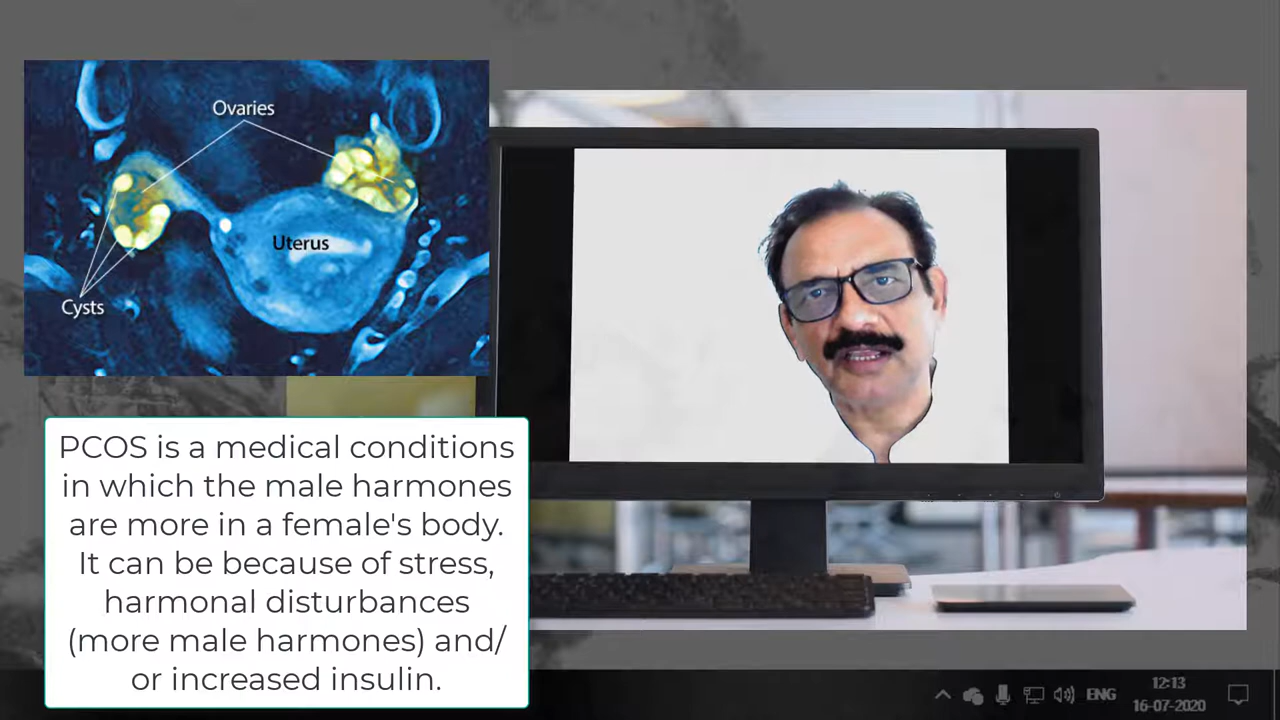 Ovaries
Uterus
Cysts
PCOS is a medical conditions
in which the male harmones
are more in a female's body.
It can be because of stress,
harmonal disturbances
(more male harmones) and/
or increased insulin.
ENG
12:13
16-07-2020